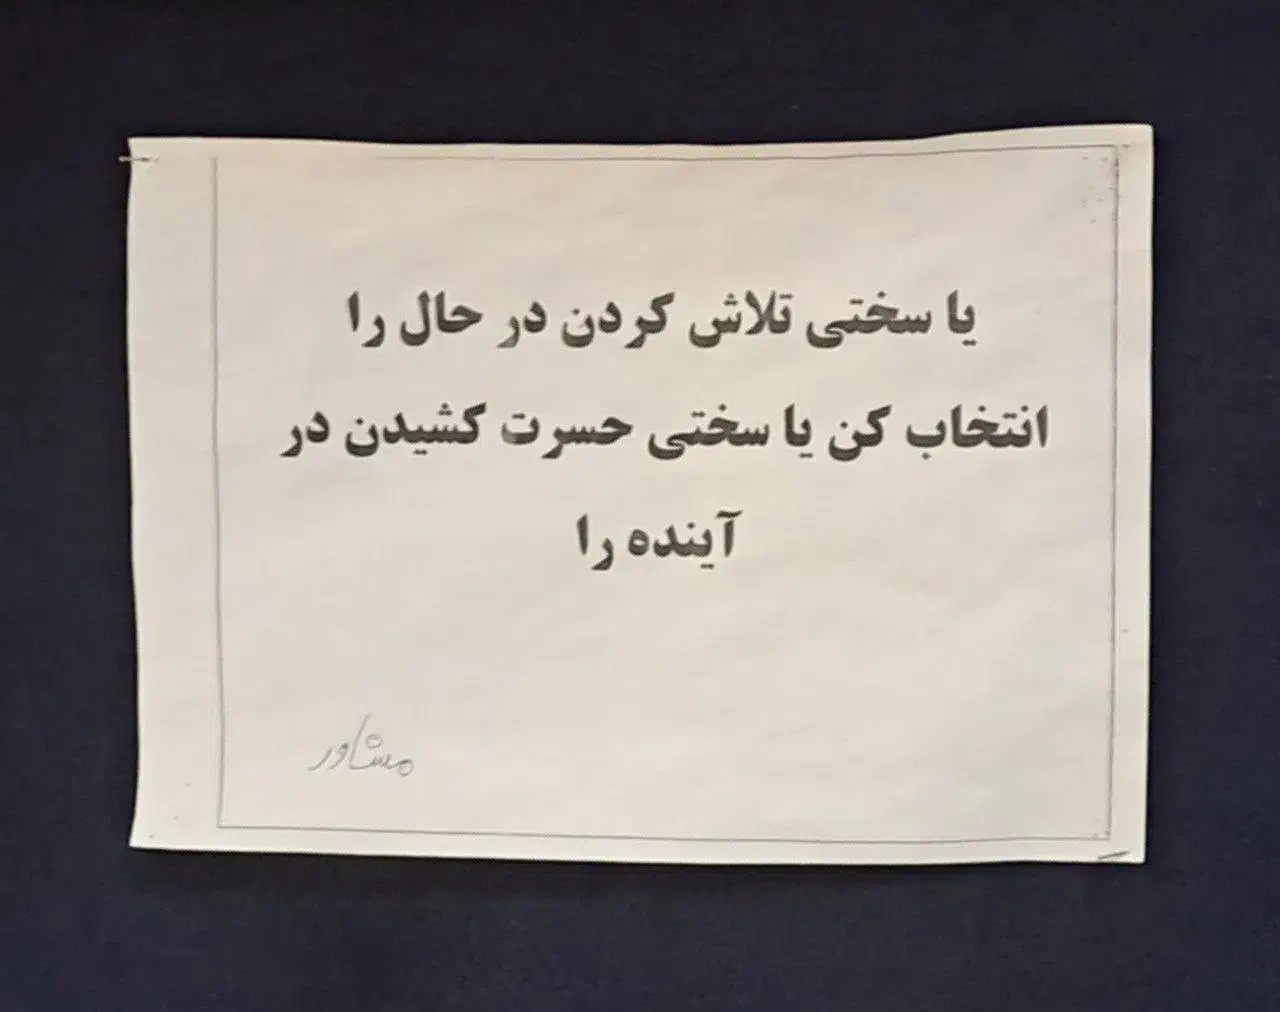 یا سختی تلاش کردن در حال را
انتخاب کن یا سختی حسرت کشیدن در
آینده را
مشاور